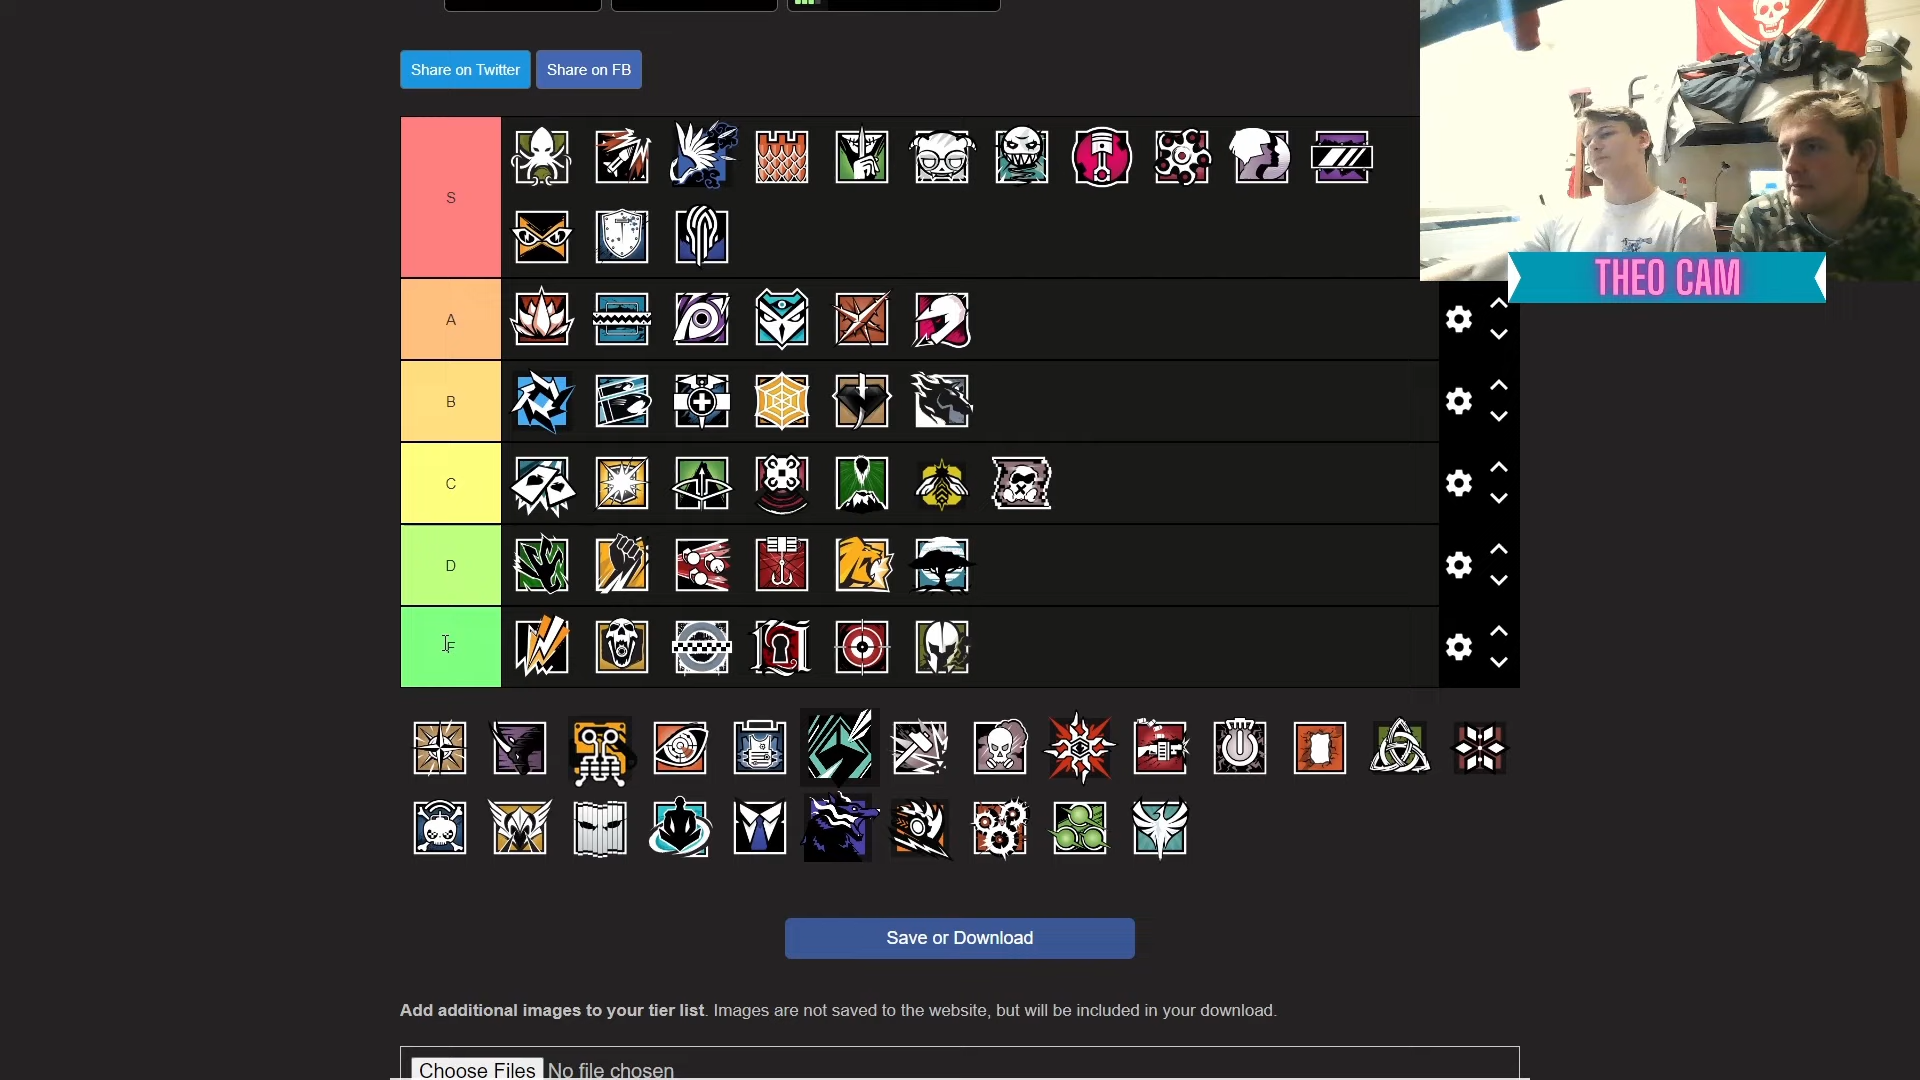 Share on Twitter
Share on FB
S
A
B
C
D
F
THEO CAM
Save or Download
Add additional images to your tier list. Images are not saved to the website, but will be included in your download.
Choose Files No file chosen